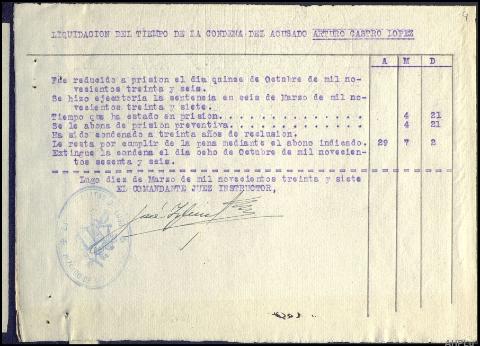 LIQUIDACION DEL TIEMPO DE LA CONDENA DEL ACUSADO ARTURO CASTRO LOPEZ
A M D
Fue reducido a prision el dia quinze de Octubre de mil no-
vecientos treinta y seis.
Se hizo ejecutoria la sentencia en seis de Marzo de mil no-
vecientos treinta y siete.
Tiempo que ha estado en prision. . . . . . . . . . . . . 4 21
Se le abona de prision preventiva. . . . . . . . . . . . 4 21
Ha sido condenado a treinta años de reclusion.
Le resta por cumplir de la pena mediante el abono indicado. 29 7 2
Extingue la condena el dia ocho de Octubre de mil novecien-
tos sesenta y seis.
Lugo diez de Marzo de mil novecientos treinta y siete
EL COMANDANTE JUEZ INSTRUCTOR,
José